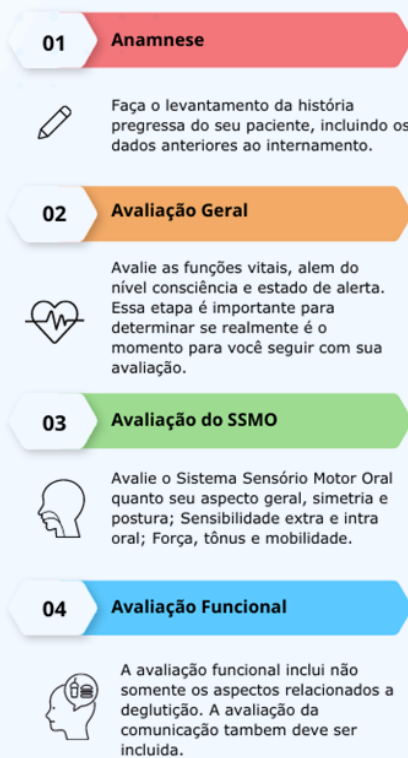 01
Anamnese
Faça o levantamento da história
pregressa do seu paciente, incluindo os
dados anteriores ao internamento.
02
Avaliação Geral
Avalie as funções vitais, alem do
nível consciência e estado de alerta.
Essa etapa é importante para
determinar se realmente é o
momento para você seguir com sua
avaliação.
03
Avaliação do SSMO
Avalie o Sistema Sensório Motor Oral
quanto seu aspecto geral, simetria e
postura; Sensibilidade extra e intra
oral; Força, tônus e mobilidade.
04
Avaliação Funcional
A avaliação funcional inclui não
somente os aspectos relacionados a
deglutição. A avaliação da
comunicação tambem deve ser
incluida.